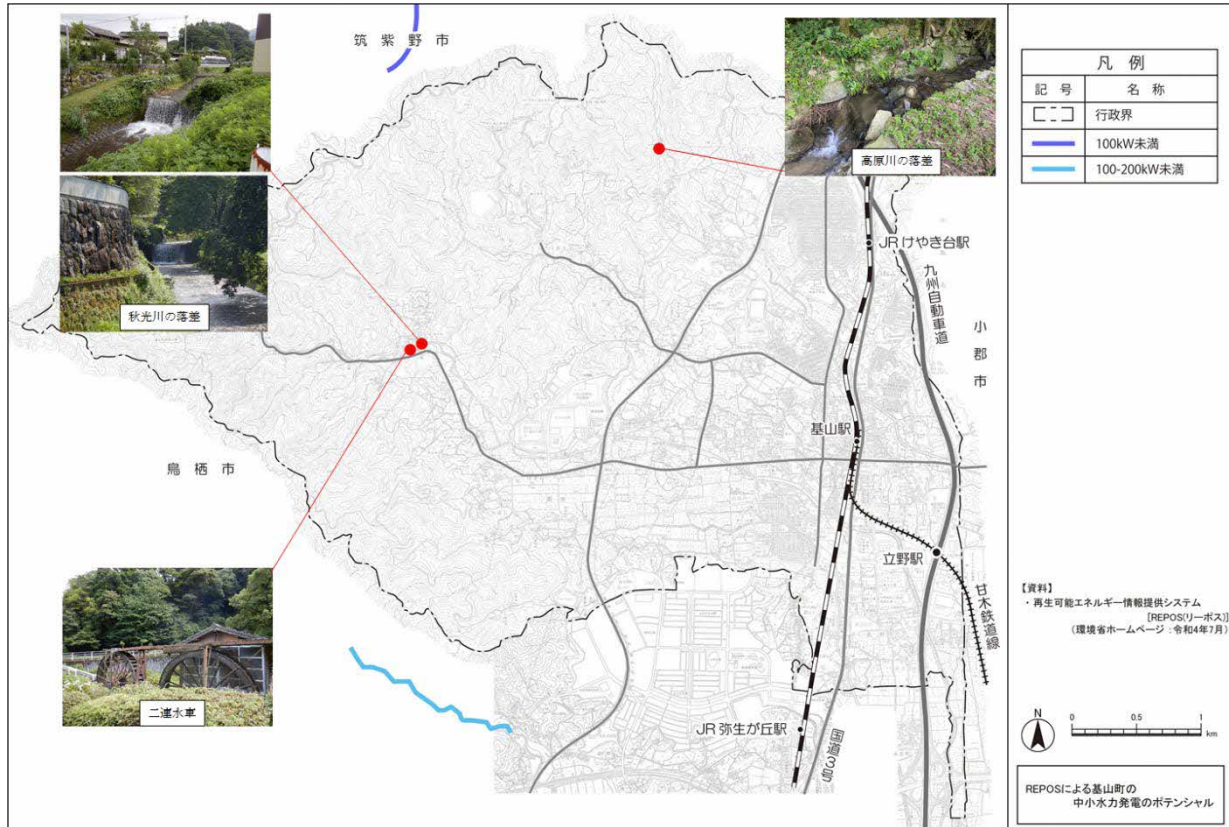 筑紫野市
高原川の落差
秋光川の落差
JRけやき台駅
九州自動車道
小郡市
基山駅
鳥栖市
立野駅
甘木鉄道線
二連水車
JR弥生が丘駅
国道3号
凡例
記号 名称
行政界
100kW未満
100-200kW未満
【資料】
・再生可能エネルギー情報提供システム
[REPOS(リーポス)]
(環境省ホームページ:令和4年7月)
N
0 0.5 1
km
REPOSによる基山町の
中小水力発電のポテンシャル